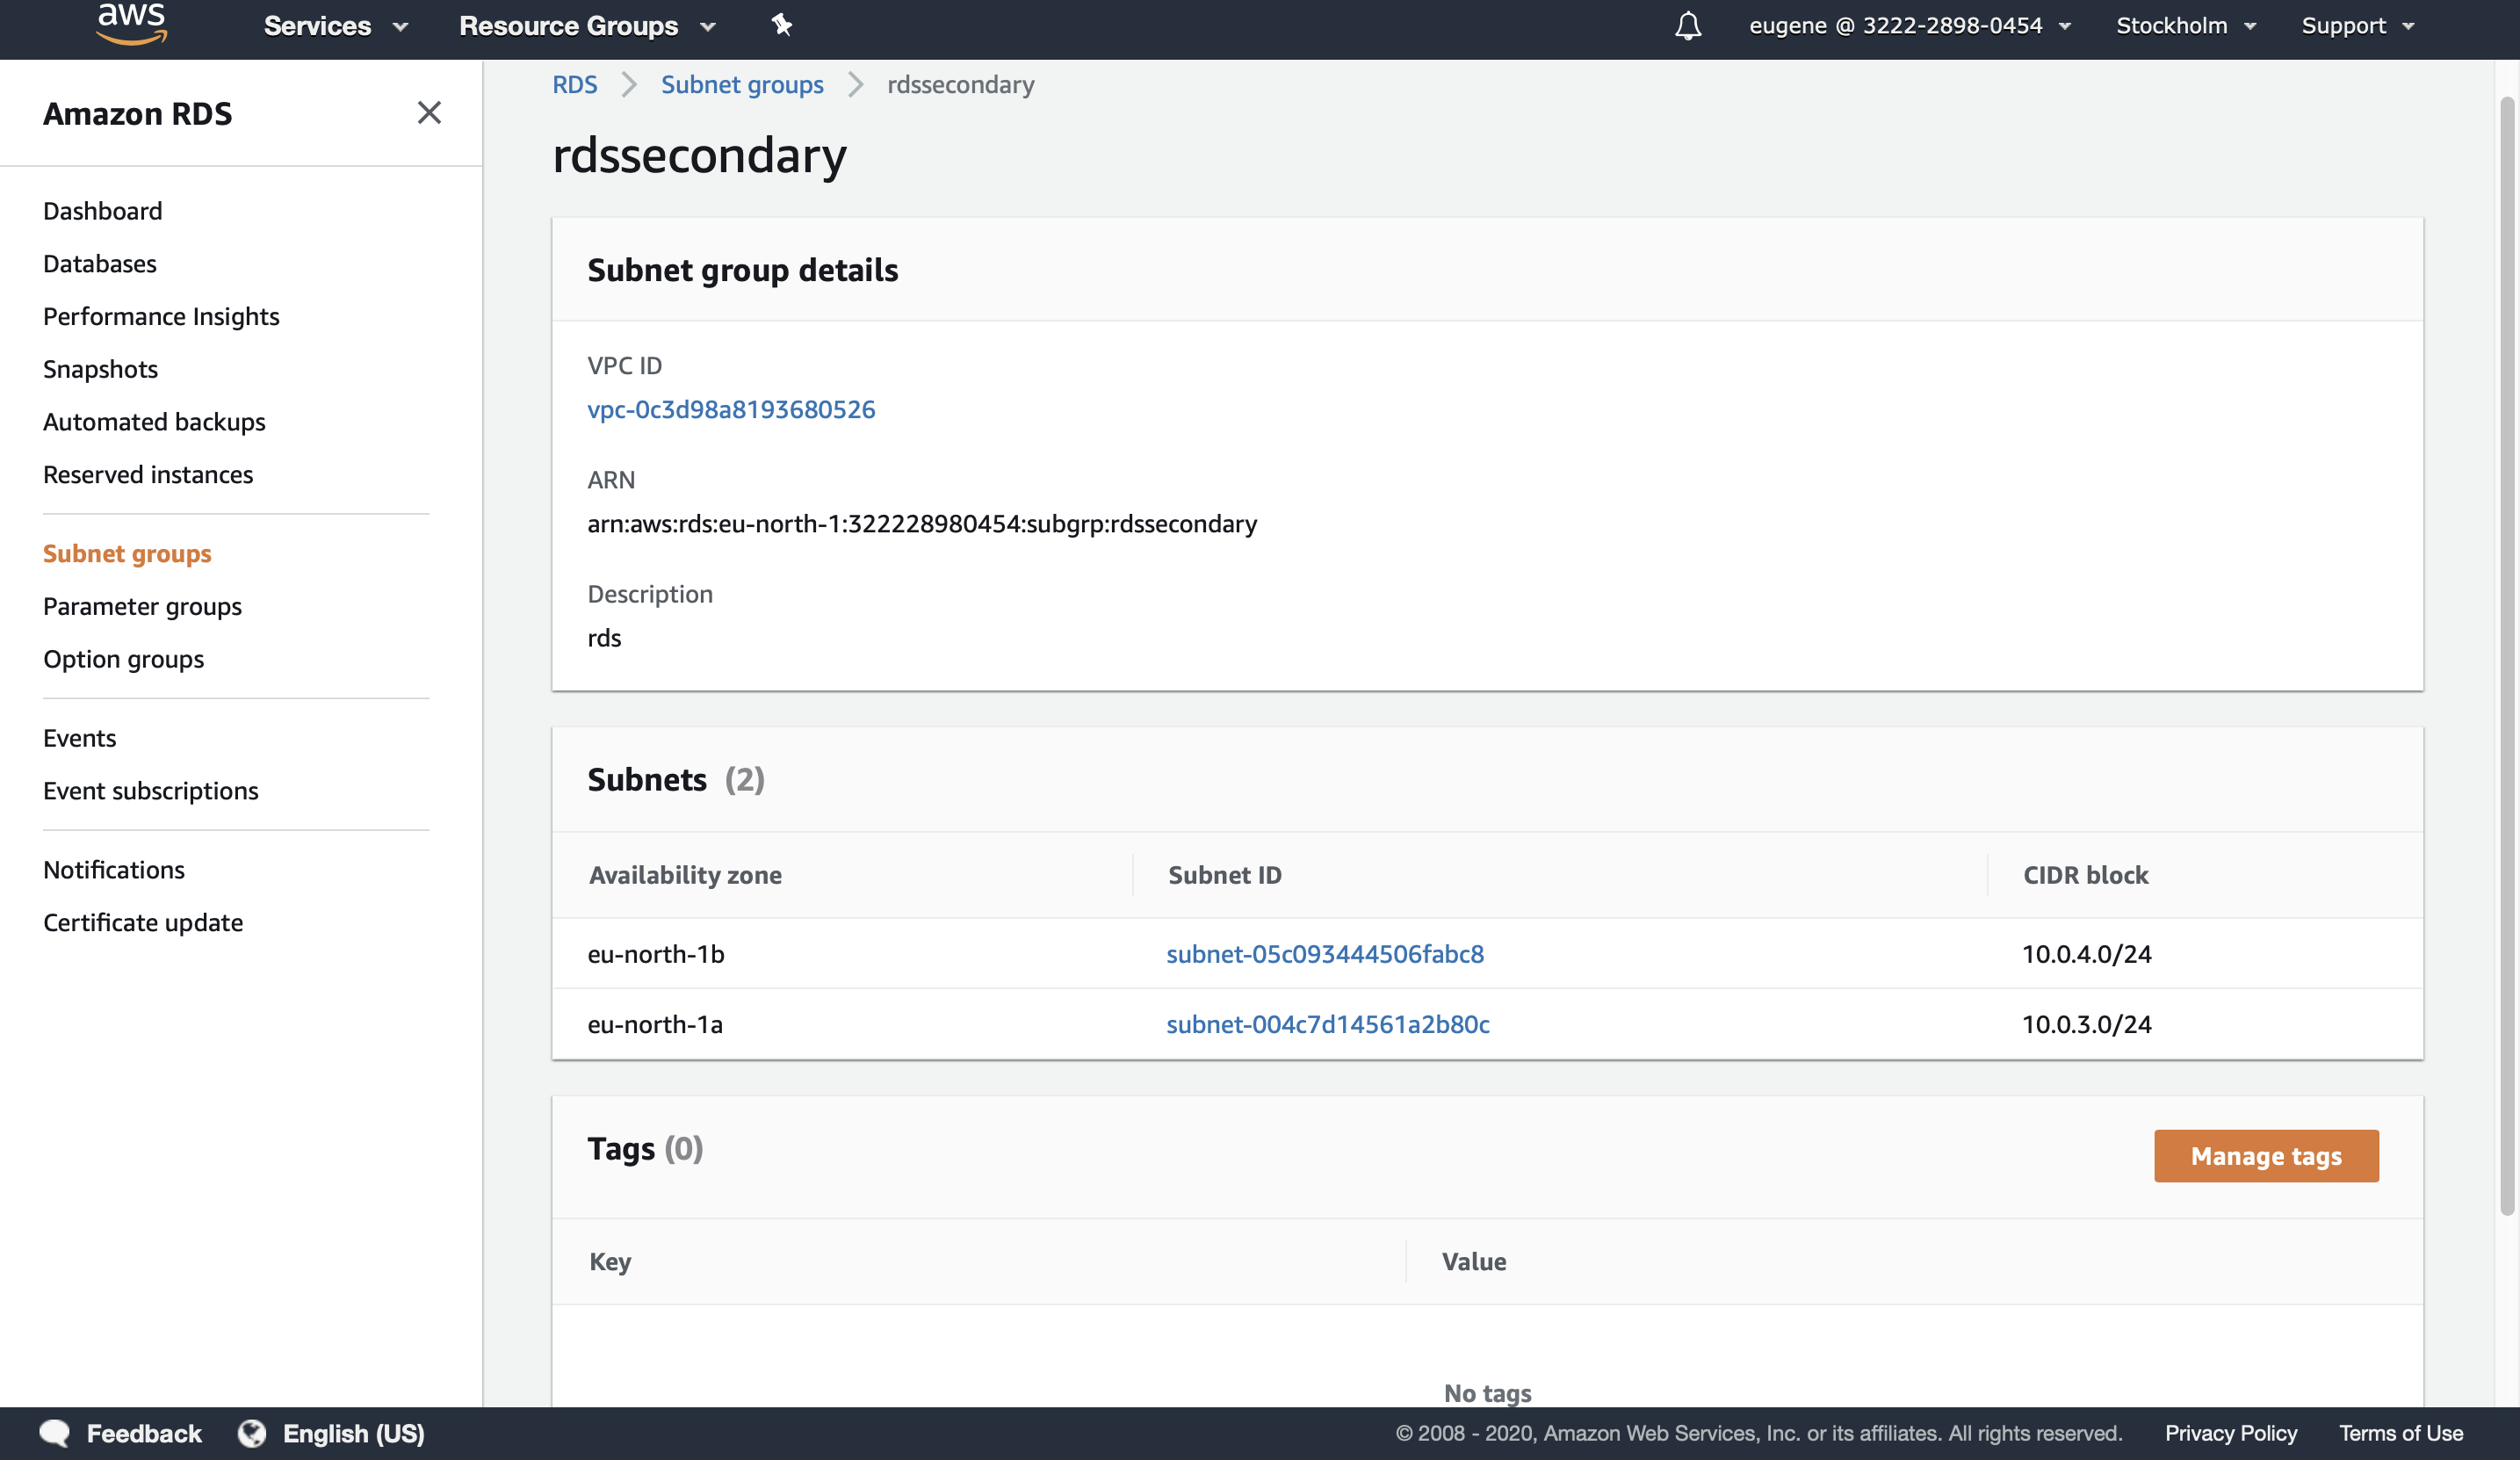 aws Services Resource Groups eugene @ 3222-2898-0454 Stockholm Support
Amazon RDS
Dashboard
Databases
Performance Insights
Snapshots
Automated backups
Reserved instances
Subnet groups
Parameter groups
Option groups
Events
Event subscriptions
Notifications
Certificate update
RDS Subnet groups rdssecondary
rdssecondary
Subnet group details
VPC ID
vpc-0c3d98a8193680526
ARN
arn:aws:rds:eu-north-1:322228980454:subgrp:rdssecondary
Description
rds
Subnets (2)
Availability zone Subnet ID CIDR block
eu-north-1b subnet-05c093444506fabc8 10.0.4.0/24
eu-north-1a subnet-004c7d14561a2b80c 10.0.3.0/24
Tags (0) Manage tags
Key Value
No tags
Feedback English (US) © 2008 - 2020, Amazon Web Services, Inc. or its affiliates. All rights reserved. Privacy Policy Terms of Use